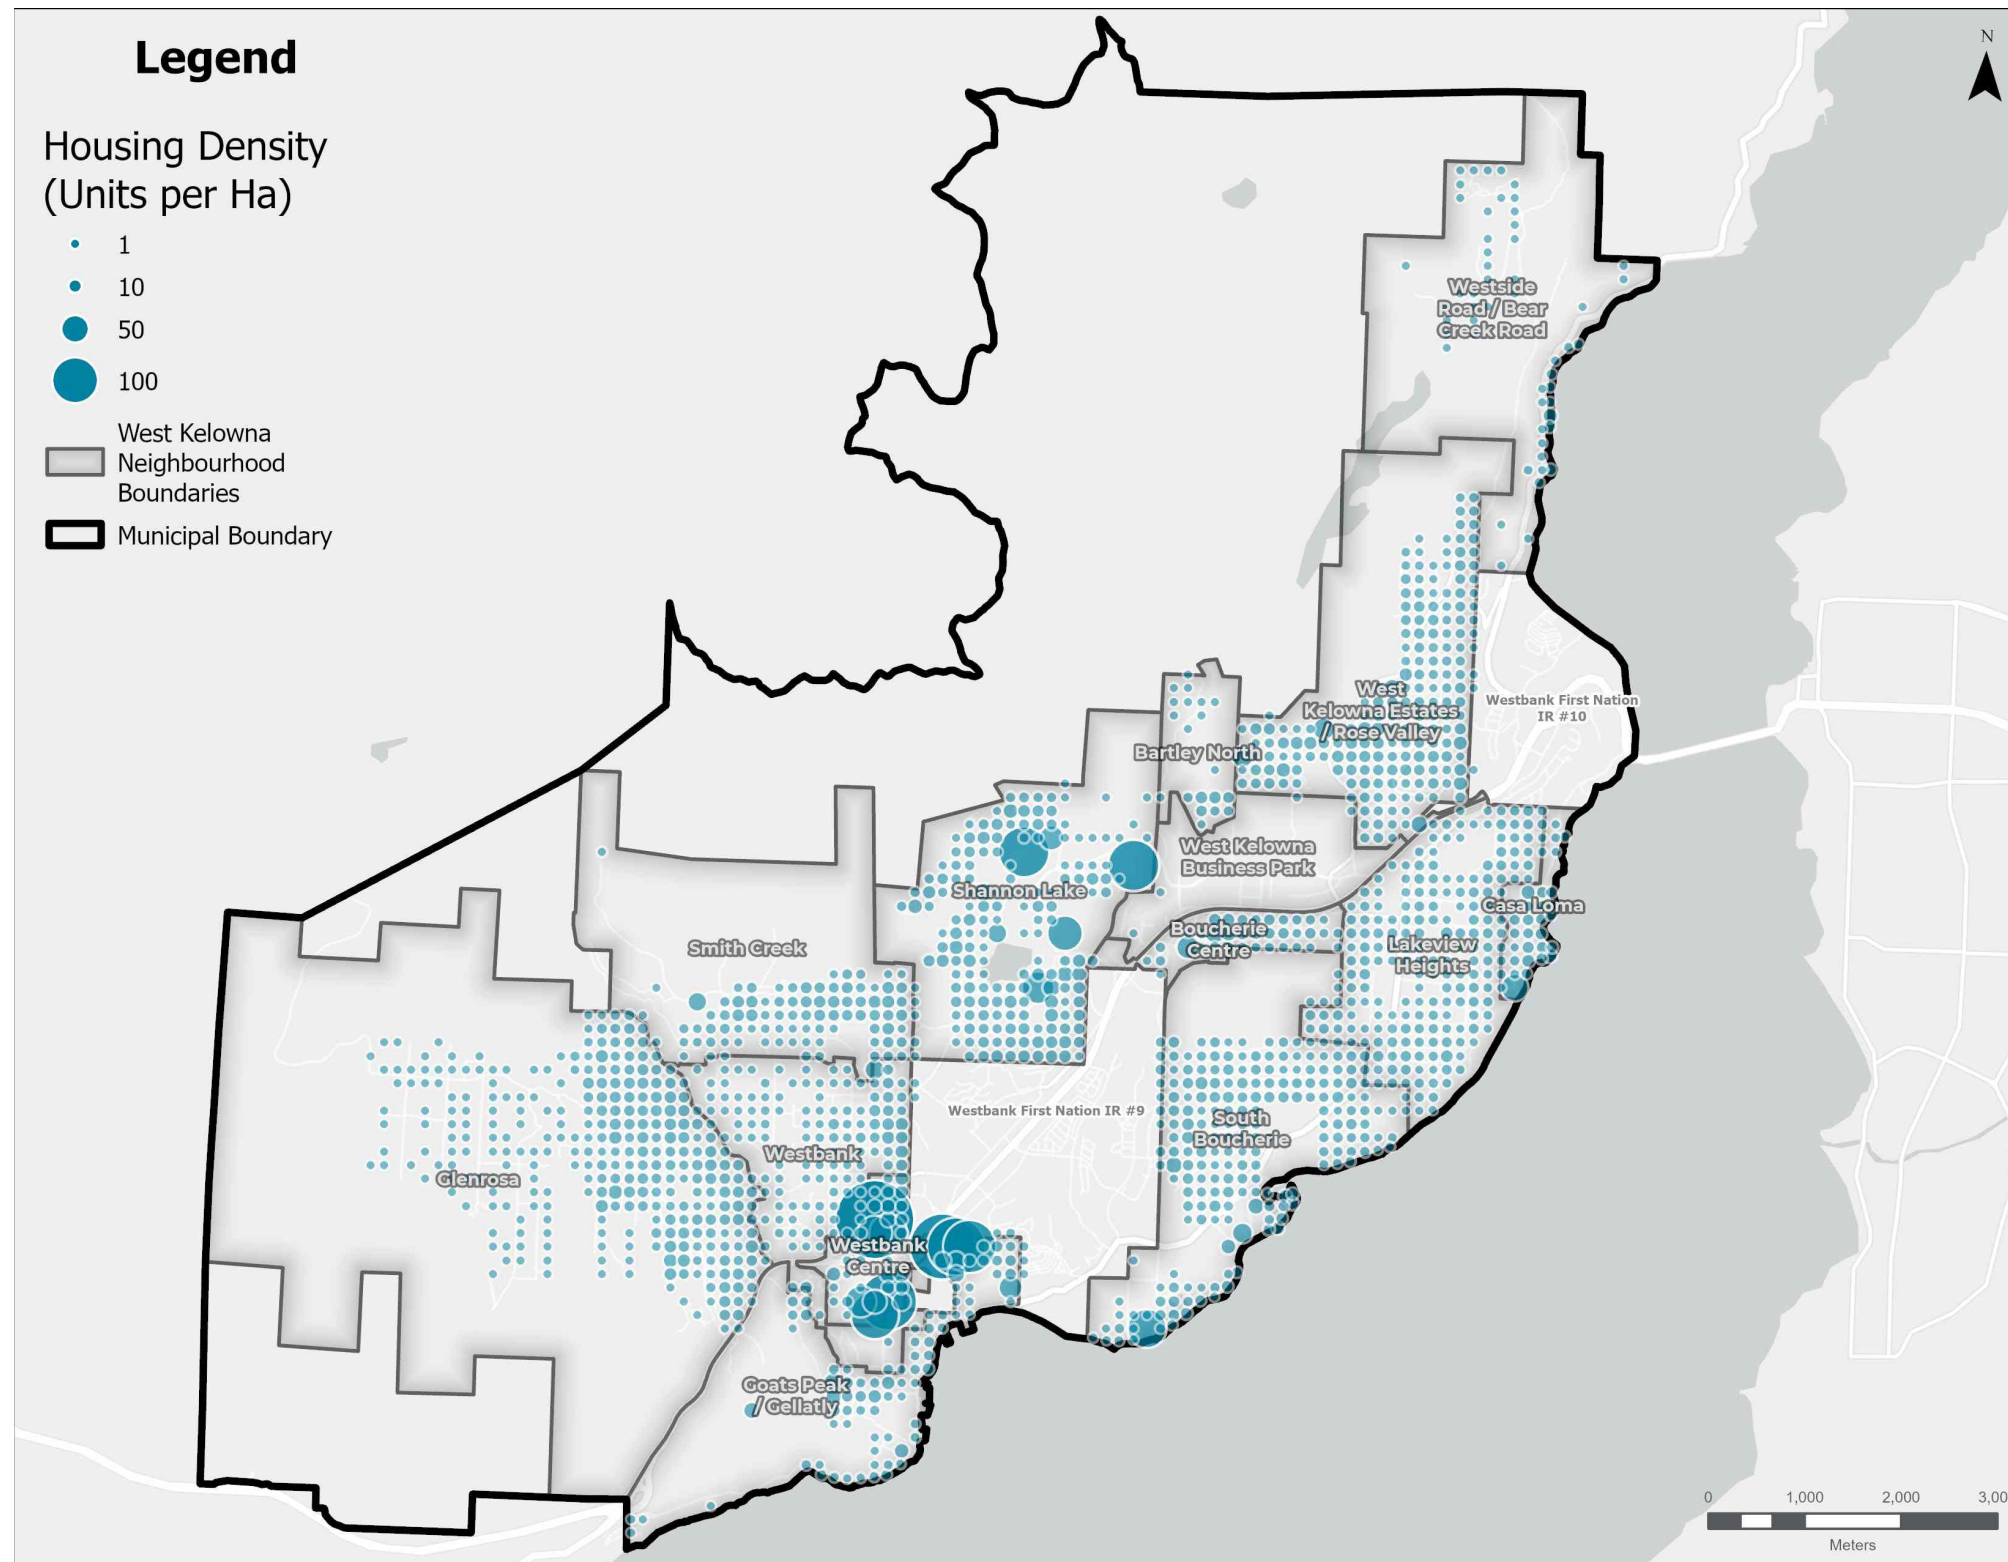 Legend
Housing Density
(Units per Ha)
1
10
50
100
West Kelowna
Neighbourhood
Boundaries
Municipal Boundary
N
Westside
Road / Bear
Creek Road
West
Kelowna Estates
/ Rose Valley
Westbank First Nation
IR #10
Bartley North
West Kelowna
Business Park
Shannon Lake
Casa Loma
Boucherie
Centre
Lakeview
Heights
Smith Creek
Westbank First Nation IR #9
South
Boucherie
Westbank
Glenrosa
Westbank
Centre
Goats Peak
/ Gellatly
0 1,000 2,000 3,00
Meters